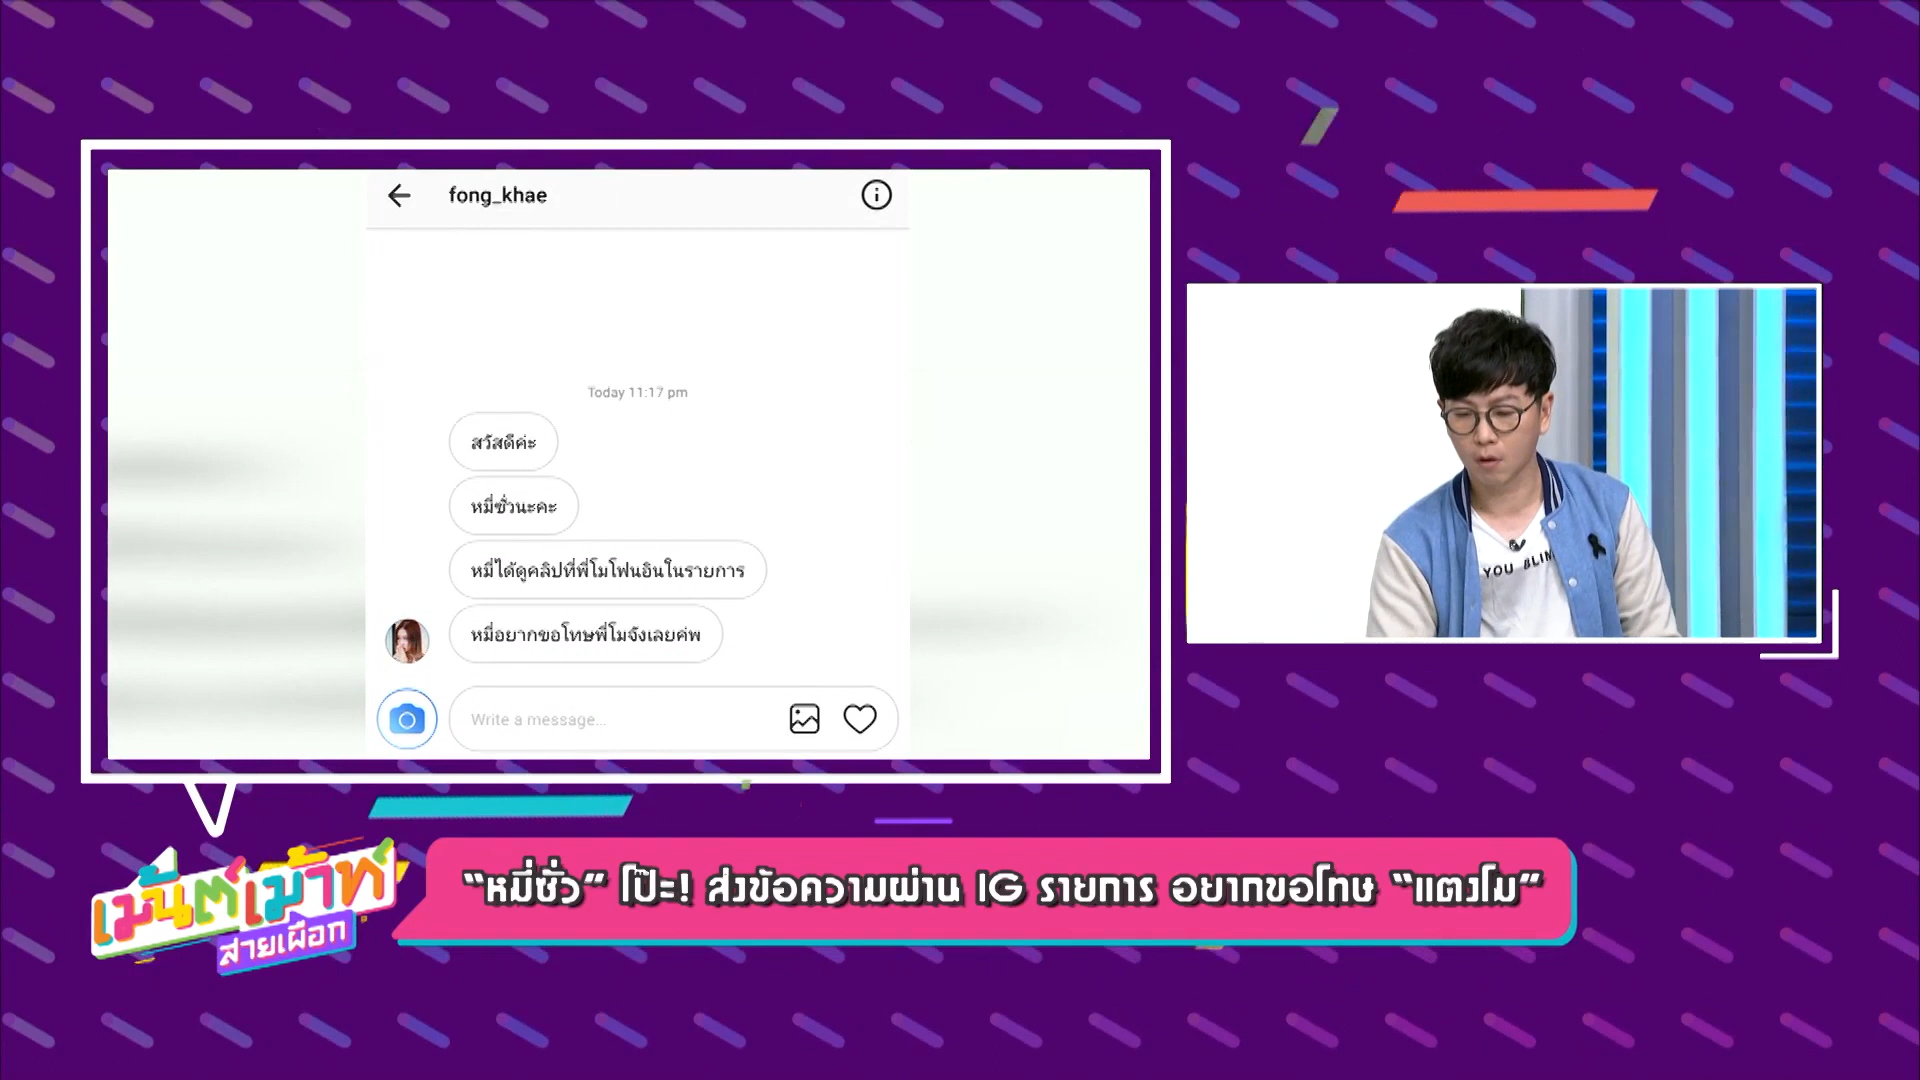 fong_khae
Today 11:17 pm
สวัสดีค่ะ
หมี่ซั่วนะคะ
หมี่ได้ดูคลิปที่พี่โมโฟนอินในรายการ
หมี่อยากขอโทษพี่โมจังเลยค่พ
Write a message...
YOU BLIN
เม้นต์เม้าท์
สายเผือก
“หมี่ซั่ว” โป๊ะ! ส่งข้อความผ่าน IG รายการ อยากขอโทษ “แตงโม”